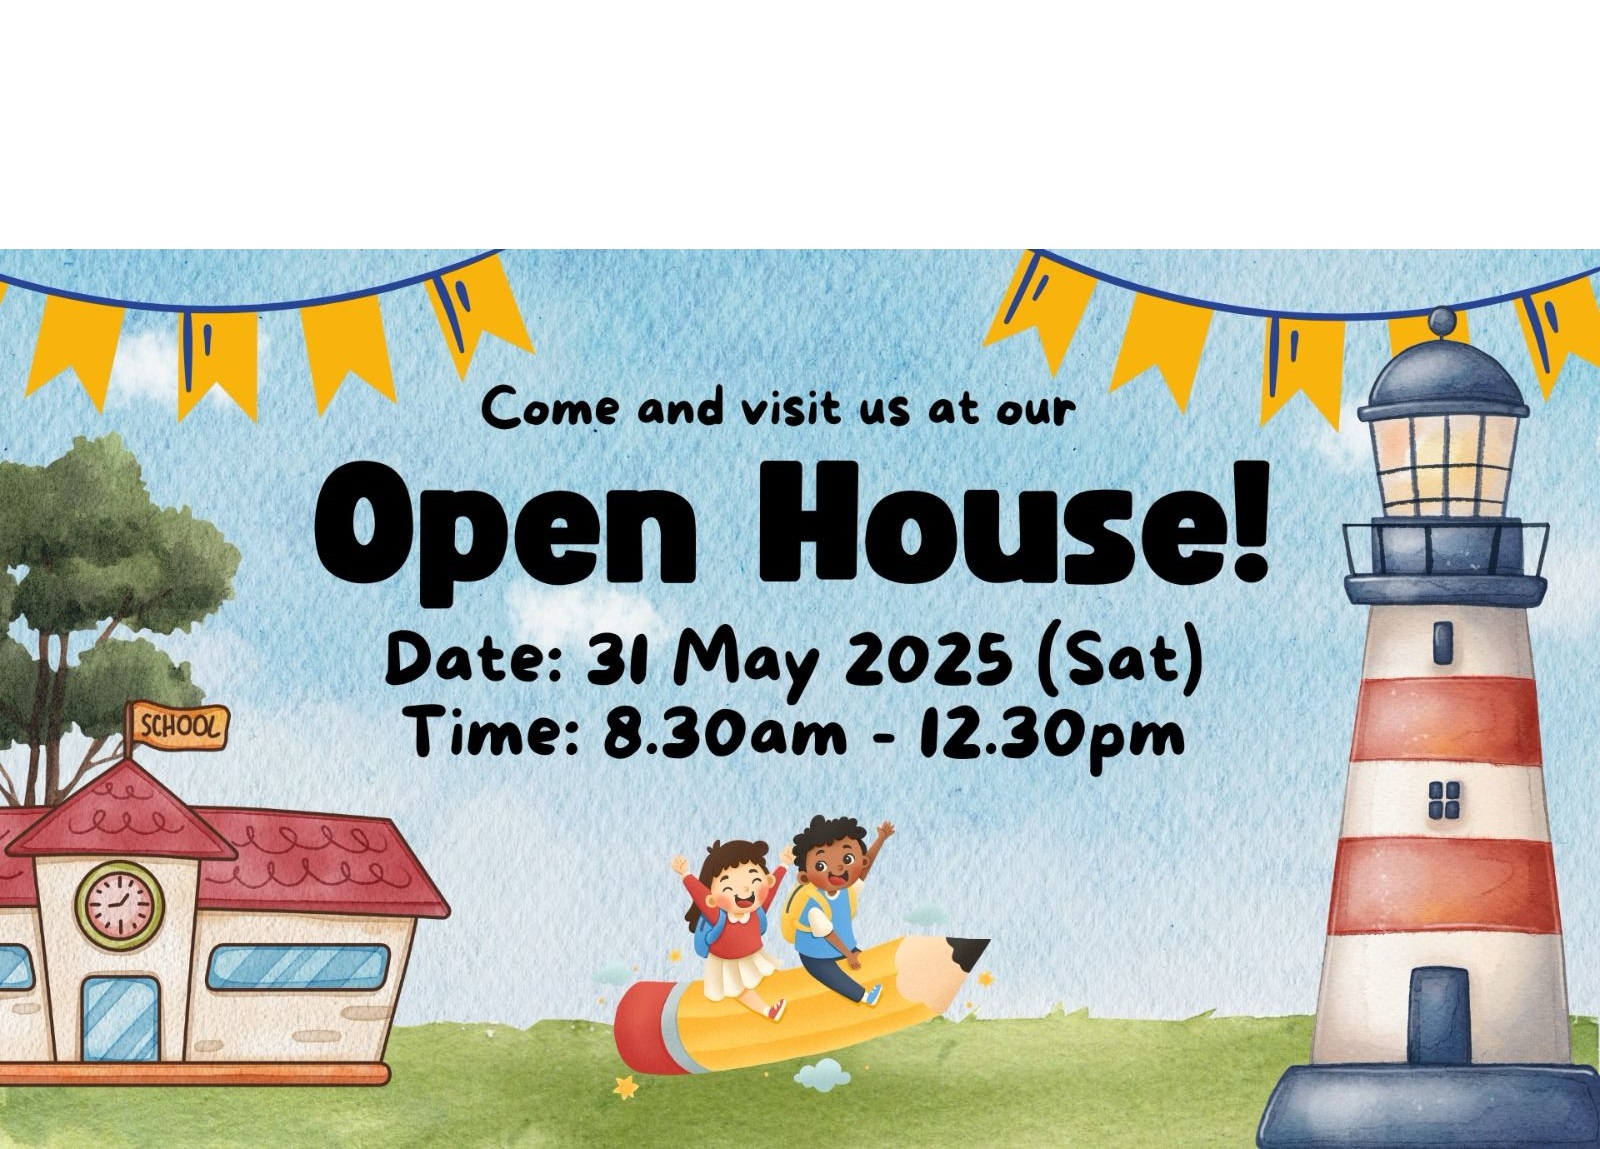 Come and visit us at our
Open House!
Date: 31 May 2025 (Sat)
Time: 8.30am - 12.30pm
SCHOOL